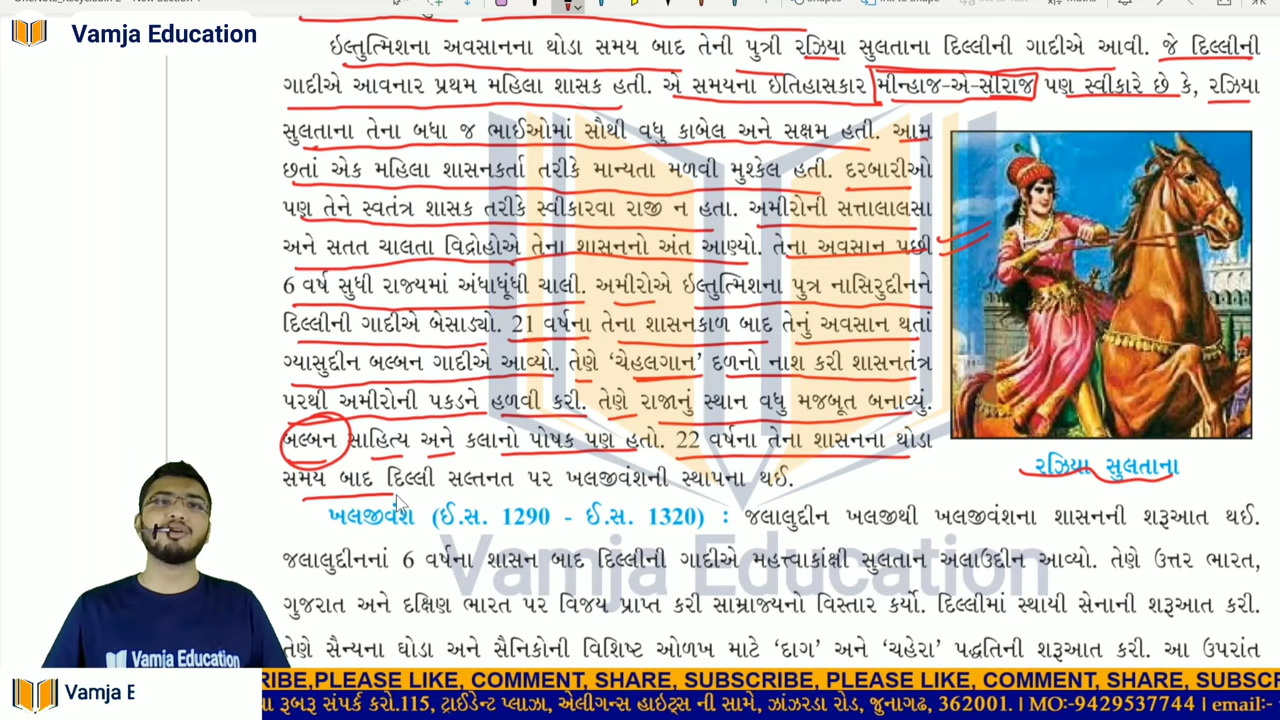 Vamja Education
ઇલ્તુત્મિશના અવસાનના થોડા સમય બાદ તેની પુત્રી રઝિયા સુલતાના દિલ્લીની ગાદીએ આવી. જે દિલ્લીની
ગાદીએ આવનાર પ્રથમ મહિલા શાસક હતી. એ સમયના ઇતિહાસકાર મીન્હાજ-એ-સીરાજ પણ સ્વીકારે છે કે, રઝિયા
સુલતાના તેના બધા જ ભાઈઓમાં સૌથી વધુ કાબેલ અને સક્ષમ હતી. આમ
છતાં એક મહિલા શાસનકર્તા તરીકે માન્યતા મળવી મુશ્કેલ હતી. દરબારીઓ
પણ તેને સ્વતંત્ર શાસક તરીકે સ્વીકારવા રાજી ન હતા. અમીરોની સત્તાલાલસા
અને સતત ચાલતા વિદ્રોહોએ તેના શાસનનો અંત આણ્યો. તેના અવસાન પછી
6 વર્ષ સુધી રાજ્યમાં અંધાધૂંધી ચાલી. અમીરોએ ઇલ્તુત્મિશના પુત્ર નાસિરુદ્દીનને
દિલ્લીની ગાદીએ બેસાડ્યો. 21 વર્ષના તેના શાસનકાળ બાદ તેનું અવસાન થતાં
ગ્યાસુદ્દીન બલ્બન ગાદીએ આવ્યો. તેણે ‘ચેહલગાન’ દળનો નાશ કરી શાસનતંત્ર
પરથી અમીરોની પકડને હળવી કરી. તેણે રાજાનું સ્થાન વધુ મજબૂત બનાવ્યું.
બલ્બન સાહિત્ય અને કલાનો પોષક પણ હતો. 22 વર્ષના તેના શાસનના થોડા
સમય બાદ દિલ્લી સલ્તનત પર ખલજીવંશની સ્થાપના થઈ.
રઝિયા સુલતાના
ખલજીવંશ (ઈ.સ. 1290 - ઈ.સ. 1320) : જલાલુદ્દીન ખલજીથી ખલજીવંશના શાસનની શરૂઆત થઈ.
જલાલુદ્દીનનાં 6 વર્ષના શાસન બાદ દિલ્લીની ગાદીએ મહત્ત્વાકાંક્ષી સુલતાન અલાઉદ્દીન આવ્યો. તેણે ઉત્તર ભારત,
ગુજરાત અને દક્ષિણ ભારત પર વિજય પ્રાપ્ત કરી સામ્રાજ્યનો વિસ્તાર કર્યો. દિલ્લીમાં સ્થાયી સેનાની શરૂઆત કરી.
તેણે સૈન્યના ઘોડા અને સૈનિકોની વિશિષ્ટ ઓળખ માટે ‘દાગ’ અને ‘ચહેરા’ પદ્ધતિની શરૂઆત કરી. આ ઉપરાંત
Vamja Education
Vamja Education
Vamja E
RIBE,PLEASE LIKE, COMMENT, SHARE, SUBSCRIBE, PLEASE LIKE, COMMENT, SHARE, SUBSC
રૂબરૂ સંપર્ક કરો.115, ટ્રાઈડેન્ટ પ્લાઝા, એલીગન્સ હાઇટ્સ ની સામે, ઝાંઝરડા રોડ, જુનાગઢ, 362001. | MO:-9429537744 | email:-